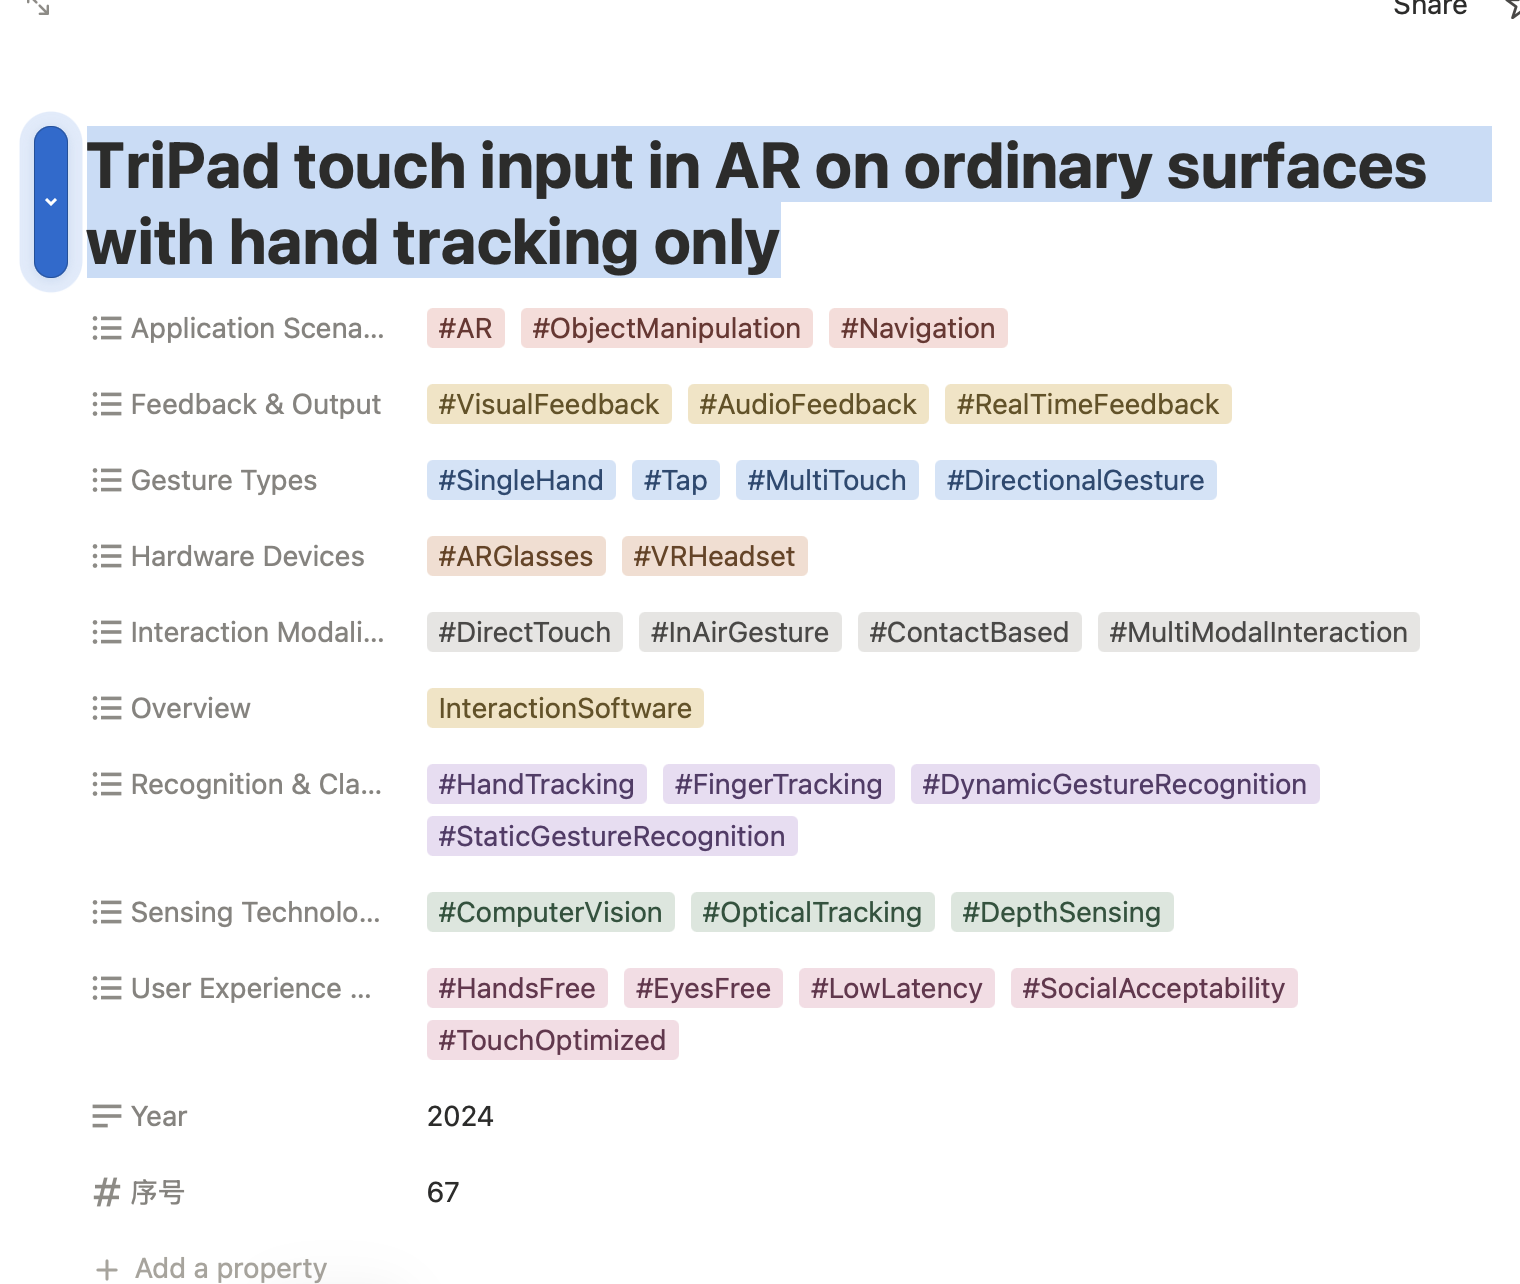 Share
TriPad touch input in AR on ordinary surfaces
with hand tracking only
Application Scena... #AR #ObjectManipulation #Navigation
Feedback & Output #VisualFeedback #AudioFeedback #RealTimeFeedback
Gesture Types #SingleHand #Tap #MultiTouch #DirectionalGesture
Hardware Devices #ARGlasses #VRHeadset
Interaction Modali... #DirectTouch #InAirGesture #ContactBased #MultiModalInteraction
Overview InteractionSoftware
Recognition & Cla... #HandTracking #FingerTracking #DynamicGestureRecognition
#StaticGestureRecognition
Sensing Technolo... #ComputerVision #OpticalTracking #DepthSensing
User Experience ... #HandsFree #EyesFree #LowLatency #SocialAcceptability
#TouchOptimized
Year 2024
# 序号 67
+ Add a property